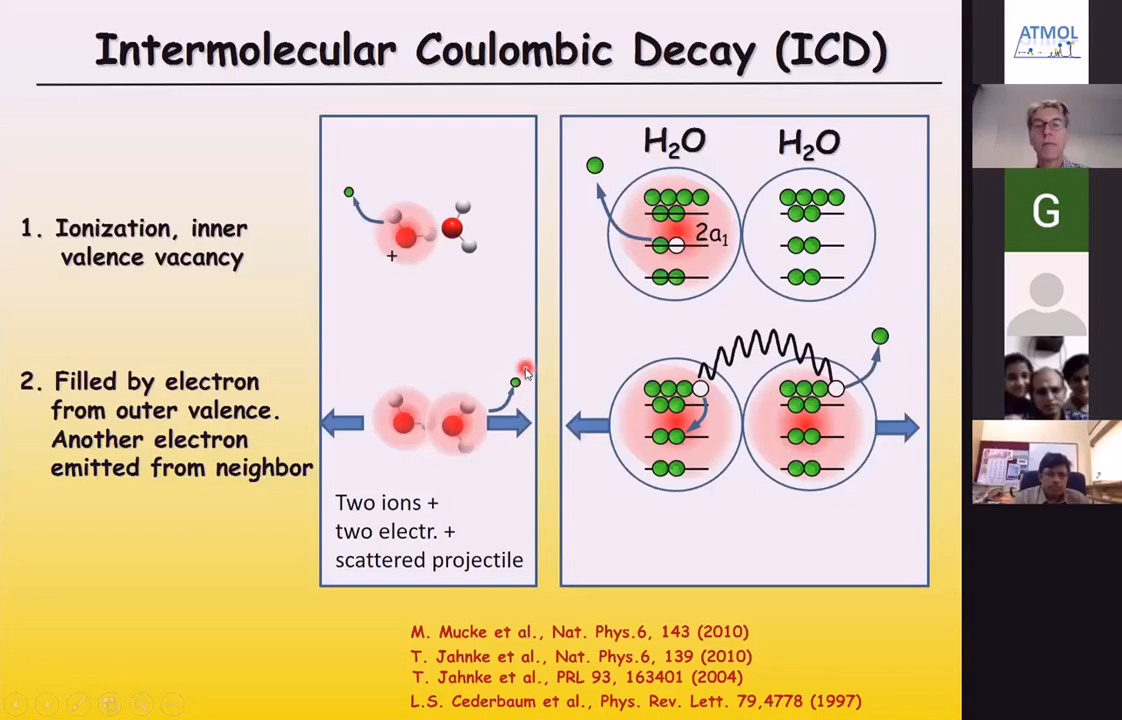 Intermolecular Coulombic Decay (ICD)
ATMOL
H₂O H₂O
G
1. Ionization, inner
valence vacancy
2a₁
+
2. Filled by electron
from outer valence.
Another electron
emitted from neighbor
Two ions +
two electr. +
scattered projectile
M. Mucke et al., Nat. Phys.6, 143 (2010)
T. Jahnke et al., Nat. Phys.6, 139 (2010)
T. Jahnke et al., PRL 93, 163401 (2004)
L.S. Cederbaum et al., Phys. Rev. Lett. 79,4778 (1997)